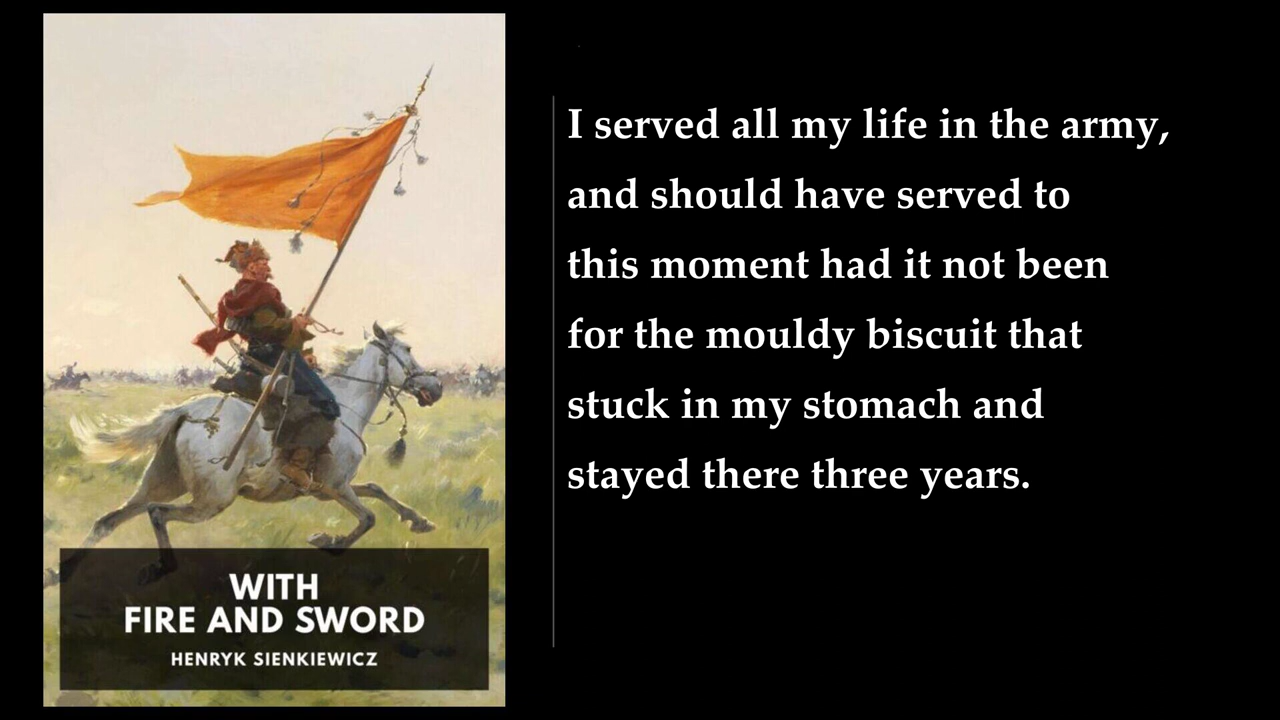 I served all my life in the army,
and should have served to
this moment had it not been
for the mouldy biscuit that
stuck in my stomach and
stayed there three years.
WITH
FIRE AND SWORD
HENRYK SIENKIEWICZ